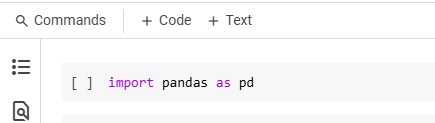 Commands + Code + Text
[ ] import pandas as pd